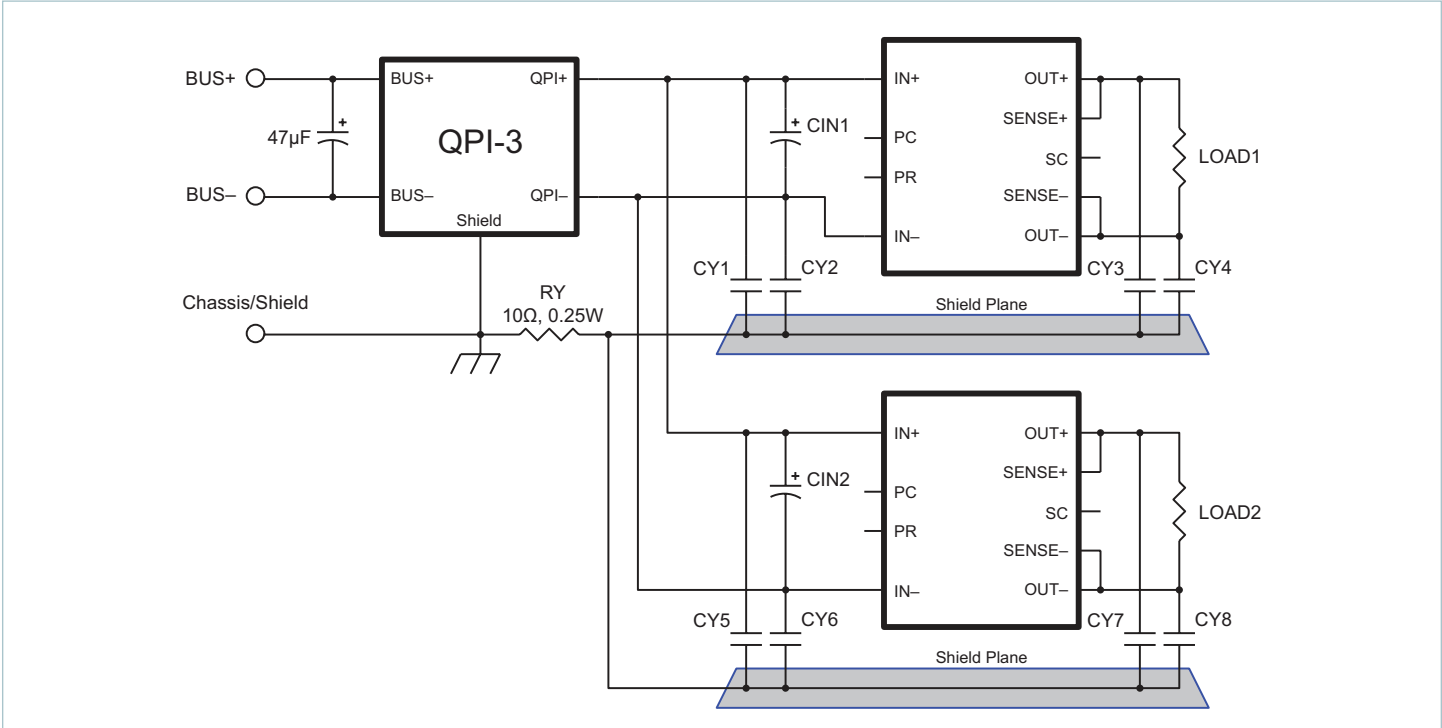 BUS+
BUS+
QPI+
IN+
OUT+
SENSE+
47µF
+
QPI-3
+
CIN1
PC
SC
LOAD1
PR
BUS–
BUS–
QPI–
SENSE–
Shield
IN–
OUT–
CY1
CY2
CY3
CY4
Chassis/Shield
RY
10Ω, 0.25W
Shield Plane
IN+
OUT+
SENSE+
+
CIN2
PC
SC
LOAD2
PR
SENSE–
IN–
OUT–
CY5
CY6
CY7
CY8
Shield Plane